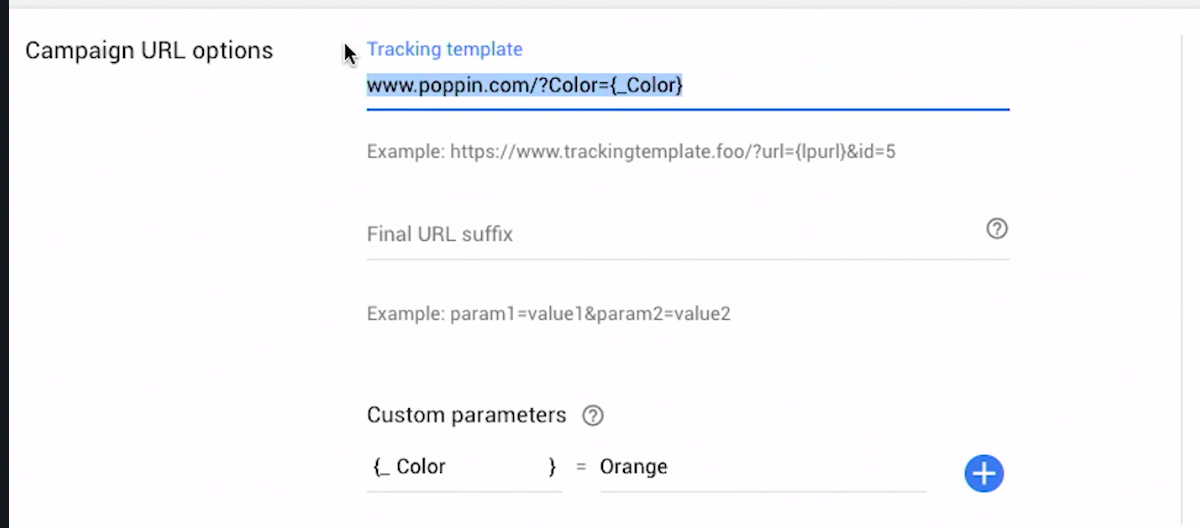 Campaign URL options
Tracking template
www.poppin.com/?Color={_Color}
Example: https://www.trackingtemplate.foo/?url={lpurl}&id=5
Final URL suffix
Example: param1=value1&param2=value2
Custom parameters
{_ Color } = Orange